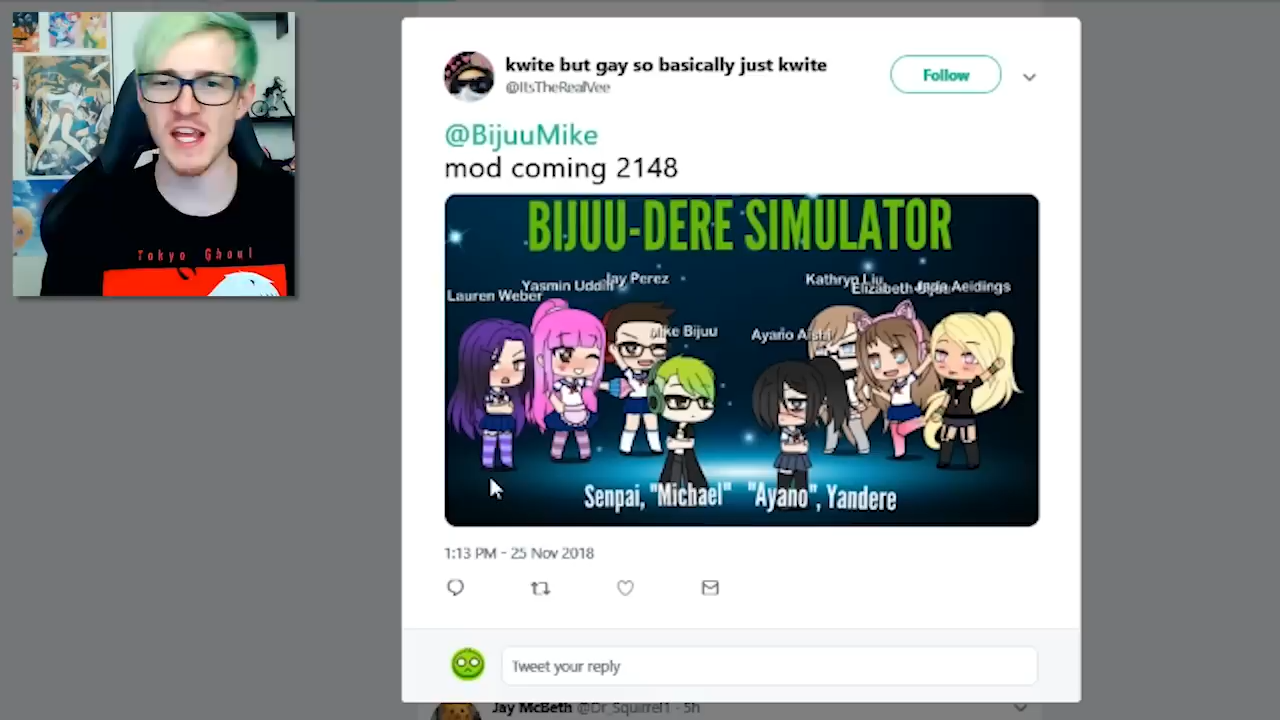 kwite but gay so basically just kwite
@ItsTheRealVee
Follow
@BijuuMike
mod coming 2148
BIJUU-DERE SIMULATOR
Lauren Weber
Yasmin Uddin
Jay Perez
Mike Bijuu
Kathryn Liu
Elizabeth
Aeidings
Ayano Aishi
Senpai, "Michael" "Ayano", Yandere
1:13 PM - 25 Nov 2018
Tweet your reply
Jay McBeth @Dr_Squirrel1 · 5h
Tokyo Ghoul